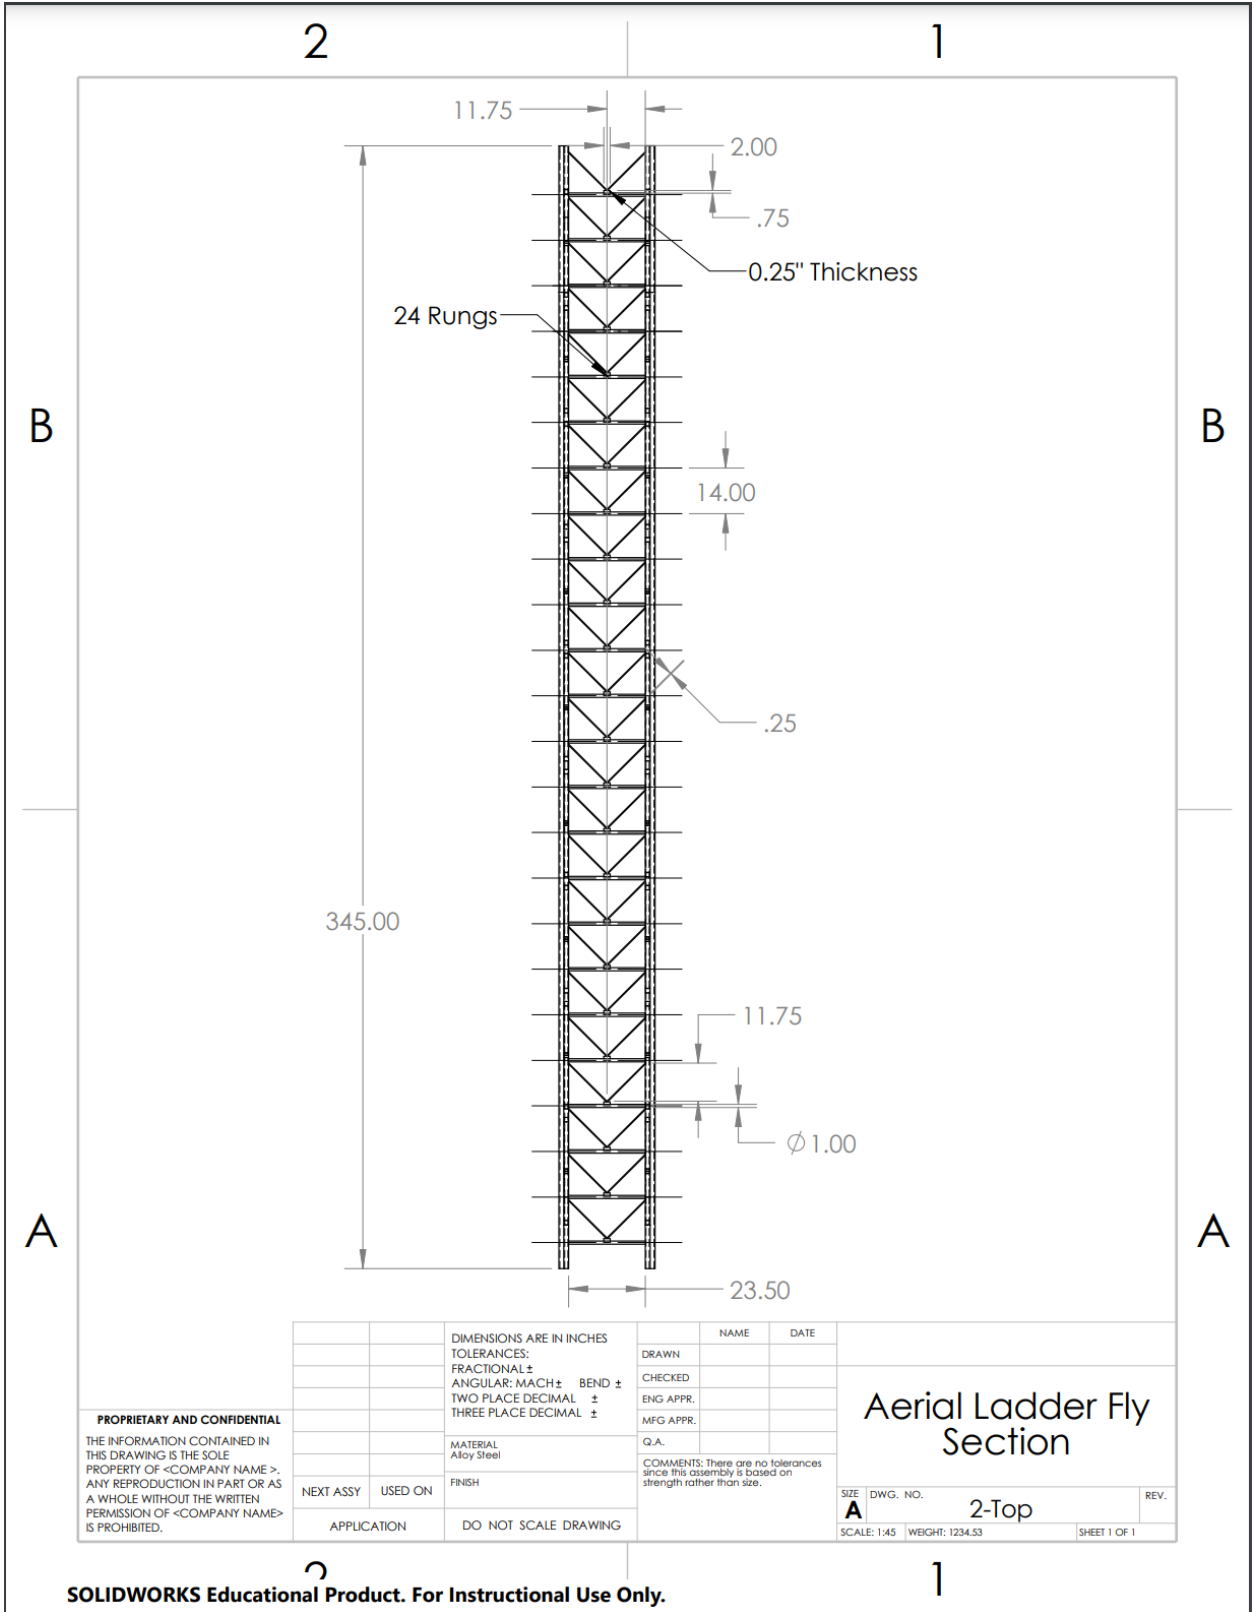 2
1
11.75
2.00
.75
0.25" Thickness
24 Rungs
B
B
14.00
.25
345.00
11.75
∅1.00
A
A
23.50
DIMENSIONS ARE IN INCHES
TOLERANCES:
FRACTIONAL ±
ANGULAR: MACH ± BEND ±
TWO PLACE DECIMAL ±
THREE PLACE DECIMAL ±
MATERIAL
Alloy Steel
FINISH
DO NOT SCALE DRAWING
NAME DATE
DRAWN
CHECKED
ENG APPR.
MFG APPR.
Q.A.
COMMENTS: There are no tolerances
since this assembly is based on
strength rather than size.
Aerial Ladder Fly
Section
SIZE DWG. NO. REV.
A 2-Top
SCALE: 1:45 WEIGHT: 1234.53 SHEET 1 OF 1
PROPRIETARY AND CONFIDENTIAL
THE INFORMATION CONTAINED IN
THIS DRAWING IS THE SOLE
PROPERTY OF <COMPANY NAME >.
ANY REPRODUCTION IN PART OR AS
A WHOLE WITHOUT THE WRITTEN
PERMISSION OF <COMPANY NAME>
IS PROHIBITED.
NEXT ASSY USED ON
APPLICATION
2
1
SOLIDWORKS Educational Product. For Instructional Use Only.